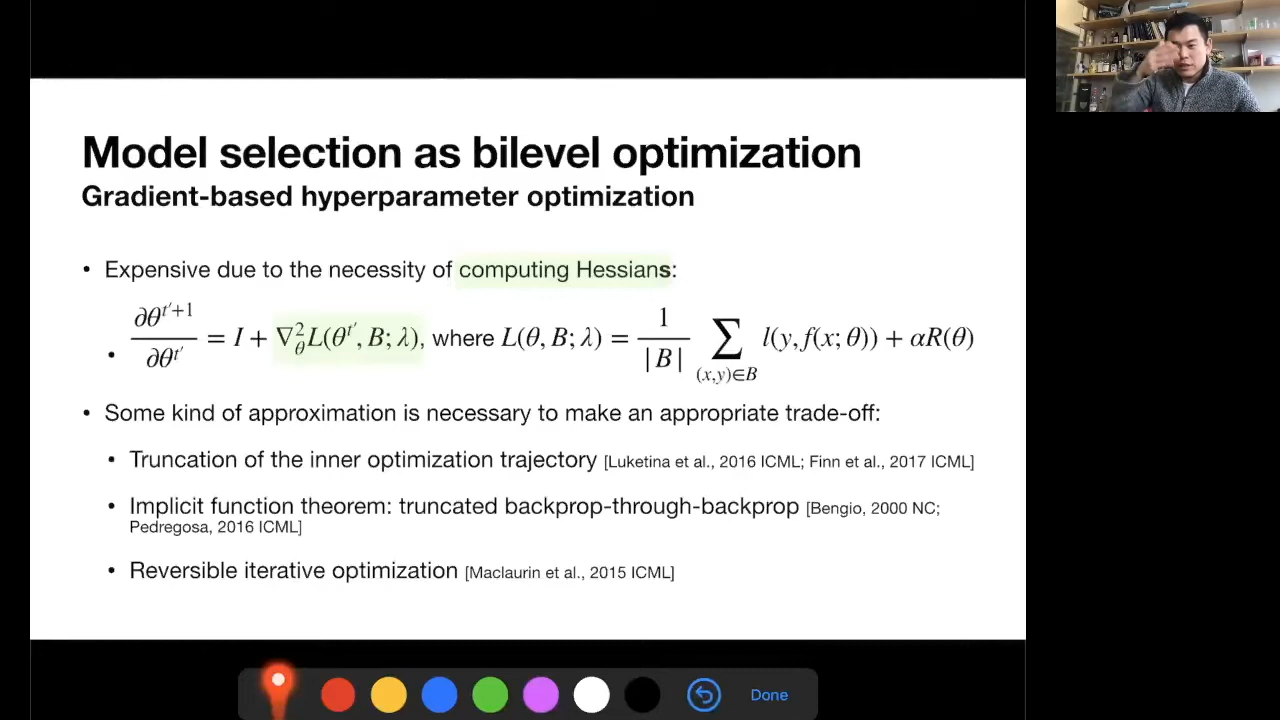 Model selection as bilevel optimization
Gradient-based hyperparameter optimization
• Expensive due to the necessity of computing Hessians:
• ∂θ^{t′+1}/∂θ^{t′} = I + ∇²_θ L(θ^{t′}, B; λ), where L(θ, B; λ) = 1/|B| ∑_{(x,y)∈B} l(y, f(x; θ)) + αR(θ)
• Some kind of approximation is necessary to make an appropriate trade-off:
• Truncation of the inner optimization trajectory [Luketina et al., 2016 ICML; Finn et al., 2017 ICML]
• Implicit function theorem: truncated backprop-through-backprop [Bengio, 2000 NC;
Pedregosa, 2016 ICML]
• Reversible iterative optimization [Maclaurin et al., 2015 ICML]
Done